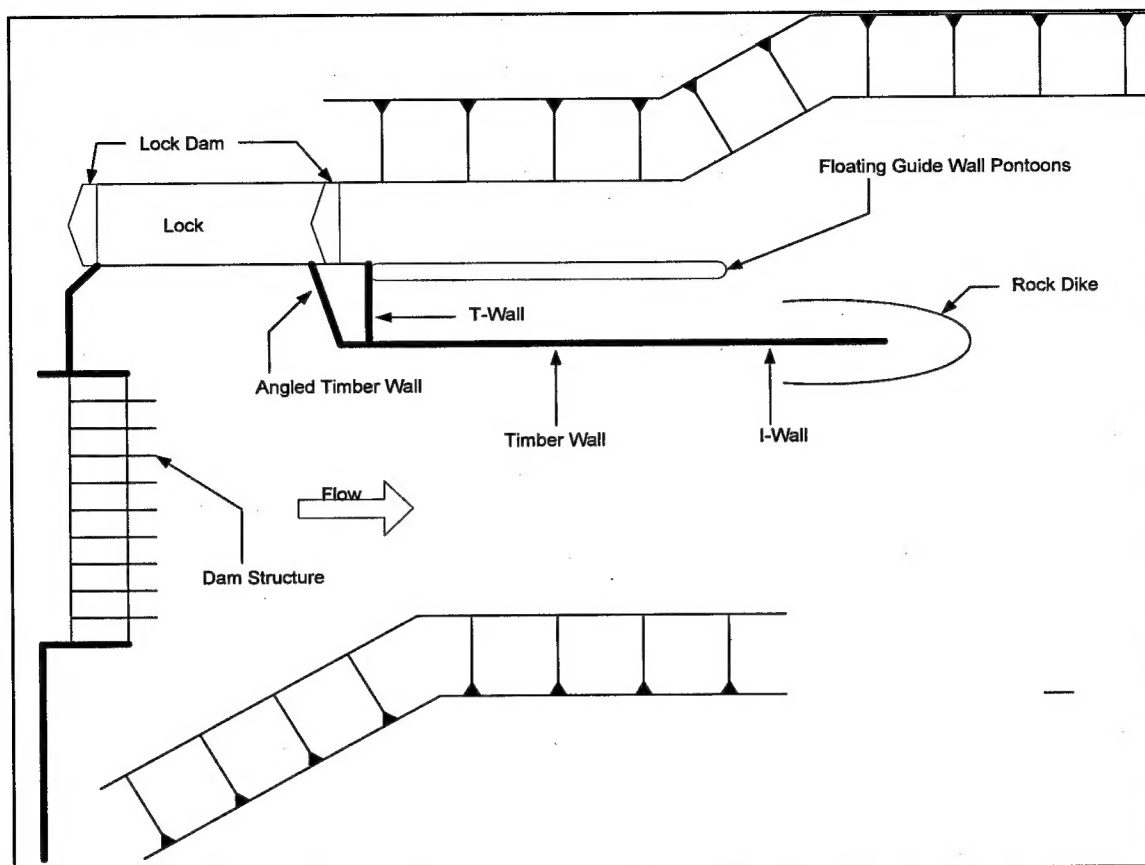 Lock Dam
Floating Guide Wall Pontoons
Lock
Rock Dike
T-Wall
Angled Timber Wall
Timber Wall
I-Wall
Flow
Dam Structure